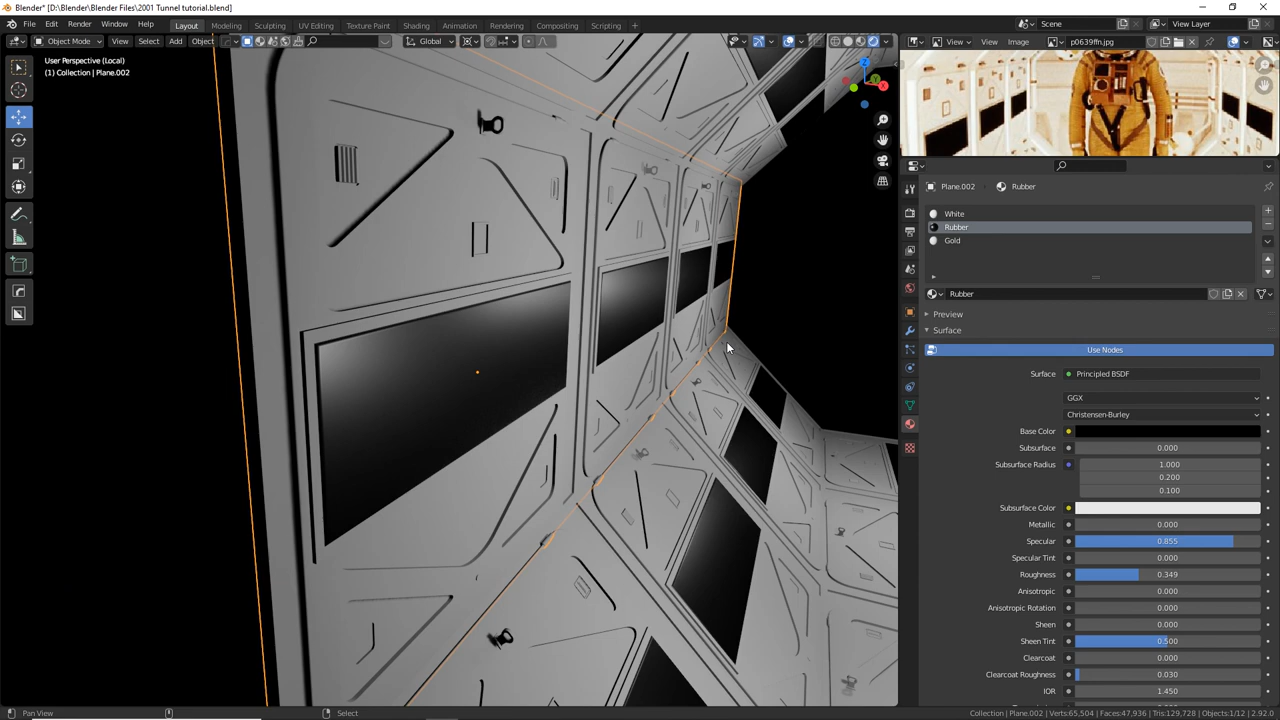 Blender* [D:\Blender\Blender Files\2001 Tunnel tutorial.blend]
File Edit Render Window Help Layout Modeling Sculpting UV Editing Texture Paint Shading Animation Rendering Compositing Scripting + Scene View Layer
Object Mode View Select Add Object Global View View Image p0639ffn.jpg
User Perspective (Local)
(1) Collection | Plane.002
Z
Y
X
Plane.002 Rubber
White
Rubber
Gold
Rubber
Preview
Surface
Use Nodes
Surface Principled BSDF
GGX
Christensen-Burley
Base Color
Subsurface 0.000
Subsurface Radius 1.000
0.200
0.100
Subsurface Color
Metallic 0.000
Specular 0.855
Specular Tint 0.000
Roughness 0.349
Anisotropic 0.000
Anisotropic Rotation 0.000
Sheen 0.000
Sheen Tint 0.500
Clearcoat 0.000
Clearcoat Roughness 0.030
IOR 1.450
Pan View Select Collection | Plane.002 | Verts:65,504 | Faces:47,936 | Tris:129,728 | Objects:1/12 | 2.92.0